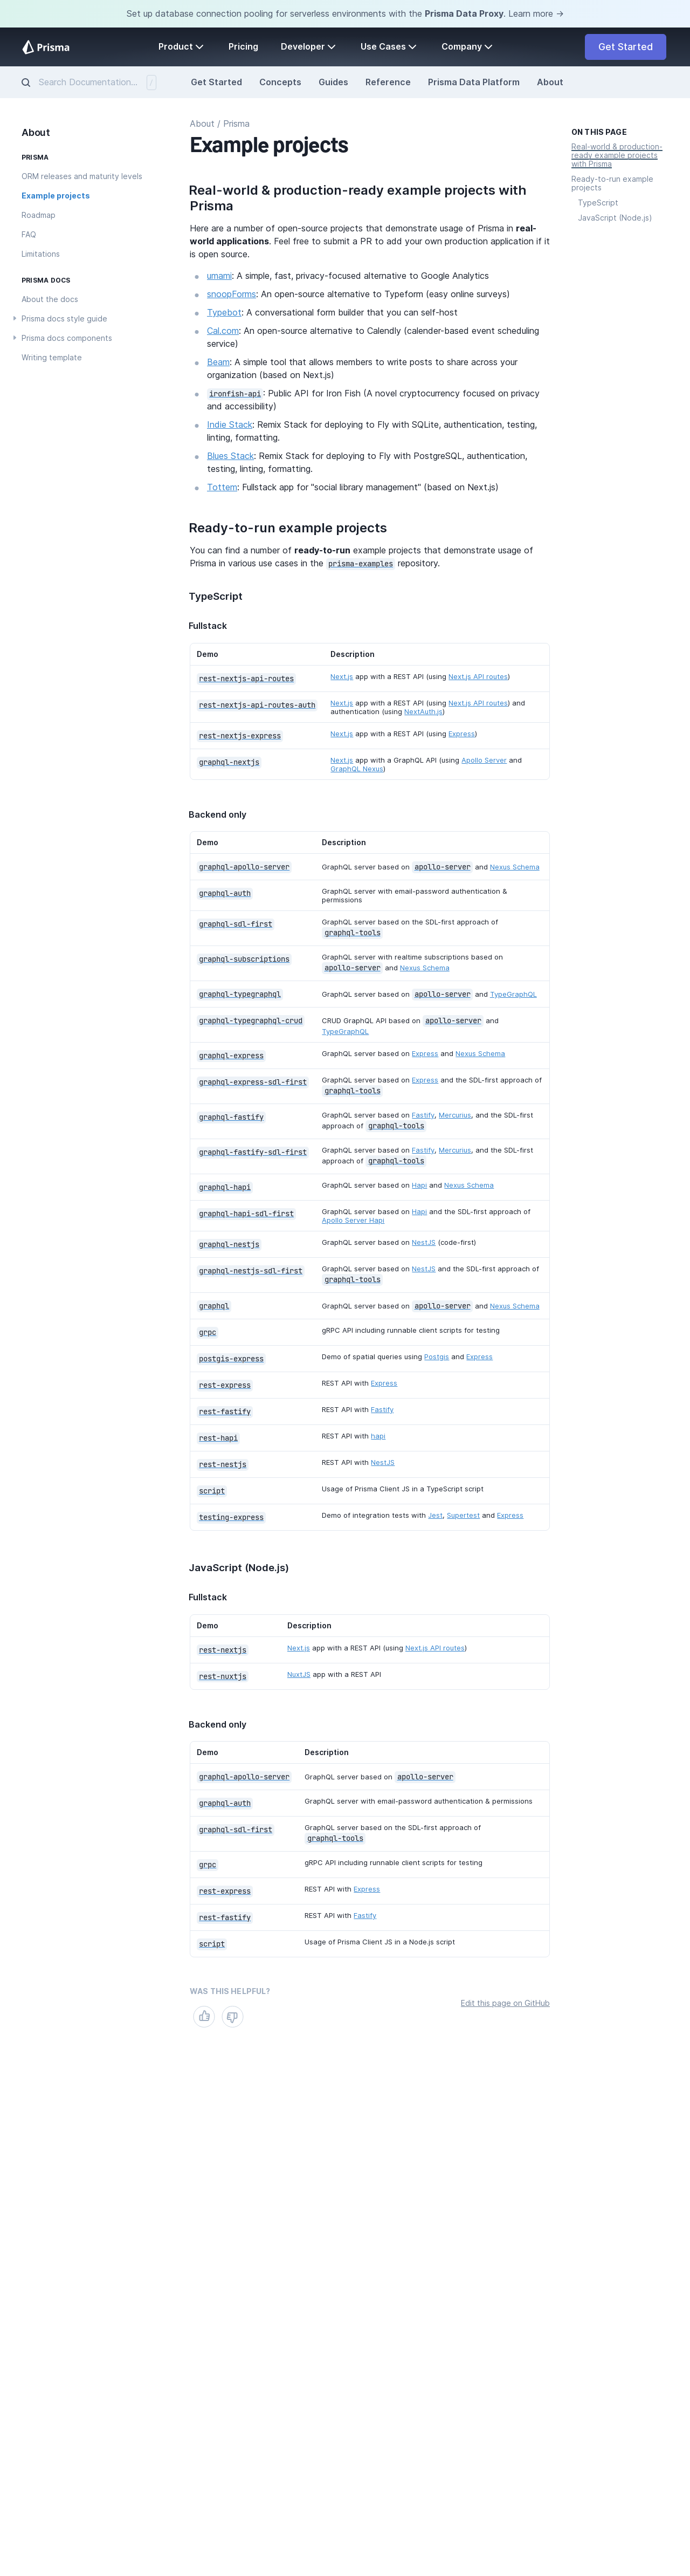 Set up database connection pooling for serverless environments with the Prisma Data Proxy. Learn more →
Prisma
Product
Pricing
Developer
Use Cases
Company
Get Started
Search Documentation...
/
Get Started
Concepts
Guides
Reference
Prisma Data Platform
About
About
PRISMA
ORM releases and maturity levels
Example projects
Roadmap
FAQ
Limitations
PRISMA DOCS
About the docs
Prisma docs style guide
Prisma docs components
Writing template
About / Prisma
Example projects
Real-world & production-ready example projects with
Prisma
Here are a number of open-source projects that demonstrate usage of Prisma in real-
world applications. Feel free to submit a PR to add your own production application if it
is open source.
umami: A simple, fast, privacy-focused alternative to Google Analytics
snoopForms: An open-source alternative to Typeform (easy online surveys)
Typebot: A conversational form builder that you can self-host
Cal.com: An open-source alternative to Calendly (calendar-based event scheduling
service)
Beam: A simple tool that allows members to write posts to share across your
organization (based on Next.js)
ironfish-api: Public API for Iron Fish (A novel cryptocurrency focused on privacy
and accessibility)
Indie Stack: Remix Stack for deploying to Fly with SQLite, authentication, testing,
linting, formatting.
Blues Stack: Remix Stack for deploying to Fly with PostgreSQL, authentication,
testing, linting, formatting.
Tottem: Fullstack app for "social library management" (based on Next.js)
Ready-to-run example projects
You can find a number of ready-to-run example projects that demonstrate usage of
Prisma in various use cases in the prisma-examples repository.
TypeScript
Fullstack
Demo Description
rest-nextjs-api-routes Next.js app with a REST API (using Next.js API routes)
rest-nextjs-api-routes-auth Next.js app with a REST API (using Next.js API routes) and
authentication (using NextAuth.js)
rest-nextjs-express Next.js app with a REST API (using Express)
graphql-nextjs Next.js app with a GraphQL API (using Apollo Server and
GraphQL Nexus)
Backend only
Demo Description
graphql-apollo-server GraphQL server based on apollo-server and Nexus Schema
graphql-auth GraphQL server with email-password authentication &
permissions
graphql-sdl-first GraphQL server based on the SDL-first approach of
graphql-tools
graphql-subscriptions GraphQL server with realtime subscriptions based on
apollo-server and Nexus Schema
graphql-typegraphql GraphQL server based on apollo-server and TypeGraphQL
graphql-typegraphql-crud CRUD GraphQL API based on apollo-server and
TypeGraphQL
graphql-express GraphQL server based on Express and Nexus Schema
graphql-express-sdl-first GraphQL server based on Express and the SDL-first approach of
graphql-tools
graphql-fastify GraphQL server based on Fastify, Mercurius, and the SDL-first
approach of graphql-tools
graphql-fastify-sdl-first GraphQL server based on Fastify, Mercurius, and the SDL-first
approach of graphql-tools
graphql-hapi GraphQL server based on Hapi and Nexus Schema
graphql-hapi-sdl-first GraphQL server based on Hapi and the SDL-first approach of
Apollo Server Hapi
graphql-nestjs GraphQL server based on NestJS (code-first)
graphql-nestjs-sdl-first GraphQL server based on NestJS and the SDL-first approach of
graphql-tools
graphql GraphQL server based on apollo-server and Nexus Schema
grpc gRPC API including runnable client scripts for testing
postgis-express Demo of spatial queries using Postgis and Express
rest-express REST API with Express
rest-fastify REST API with Fastify
rest-hapi REST API with hapi
rest-nestjs REST API with NestJS
script Usage of Prisma Client JS in a TypeScript script
testing-express Demo of integration tests with Jest, Supertest and Express
JavaScript (Node.js)
Fullstack
Demo Description
rest-nextjs Next.js app with a REST API (using Next.js API routes)
rest-nuxtjs NuxtJS app with a REST API
Backend only
Demo Description
graphql-apollo-server GraphQL server based on apollo-server
graphql-auth GraphQL server with email-password authentication & permissions
graphql-sdl-first GraphQL server based on the SDL-first approach of
graphql-tools
grpc gRPC API including runnable client scripts for testing
rest-express REST API with Express
rest-fastify REST API with Fastify
script Usage of Prisma Client JS in a Node.js script
WAS THIS HELPFUL?
Edit this page on GitHub
ON THIS PAGE
Real-world & production-
ready example projects
with Prisma
Ready-to-run example
projects
TypeScript
JavaScript (Node.js)